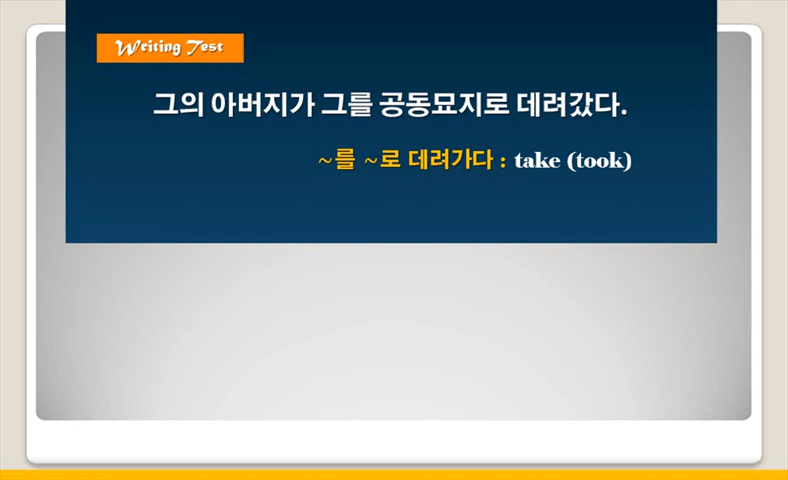 Writing Test
그의 아버지가 그를 공동묘지로 데려갔다.
~를 ~로 데려가다 : take (took)